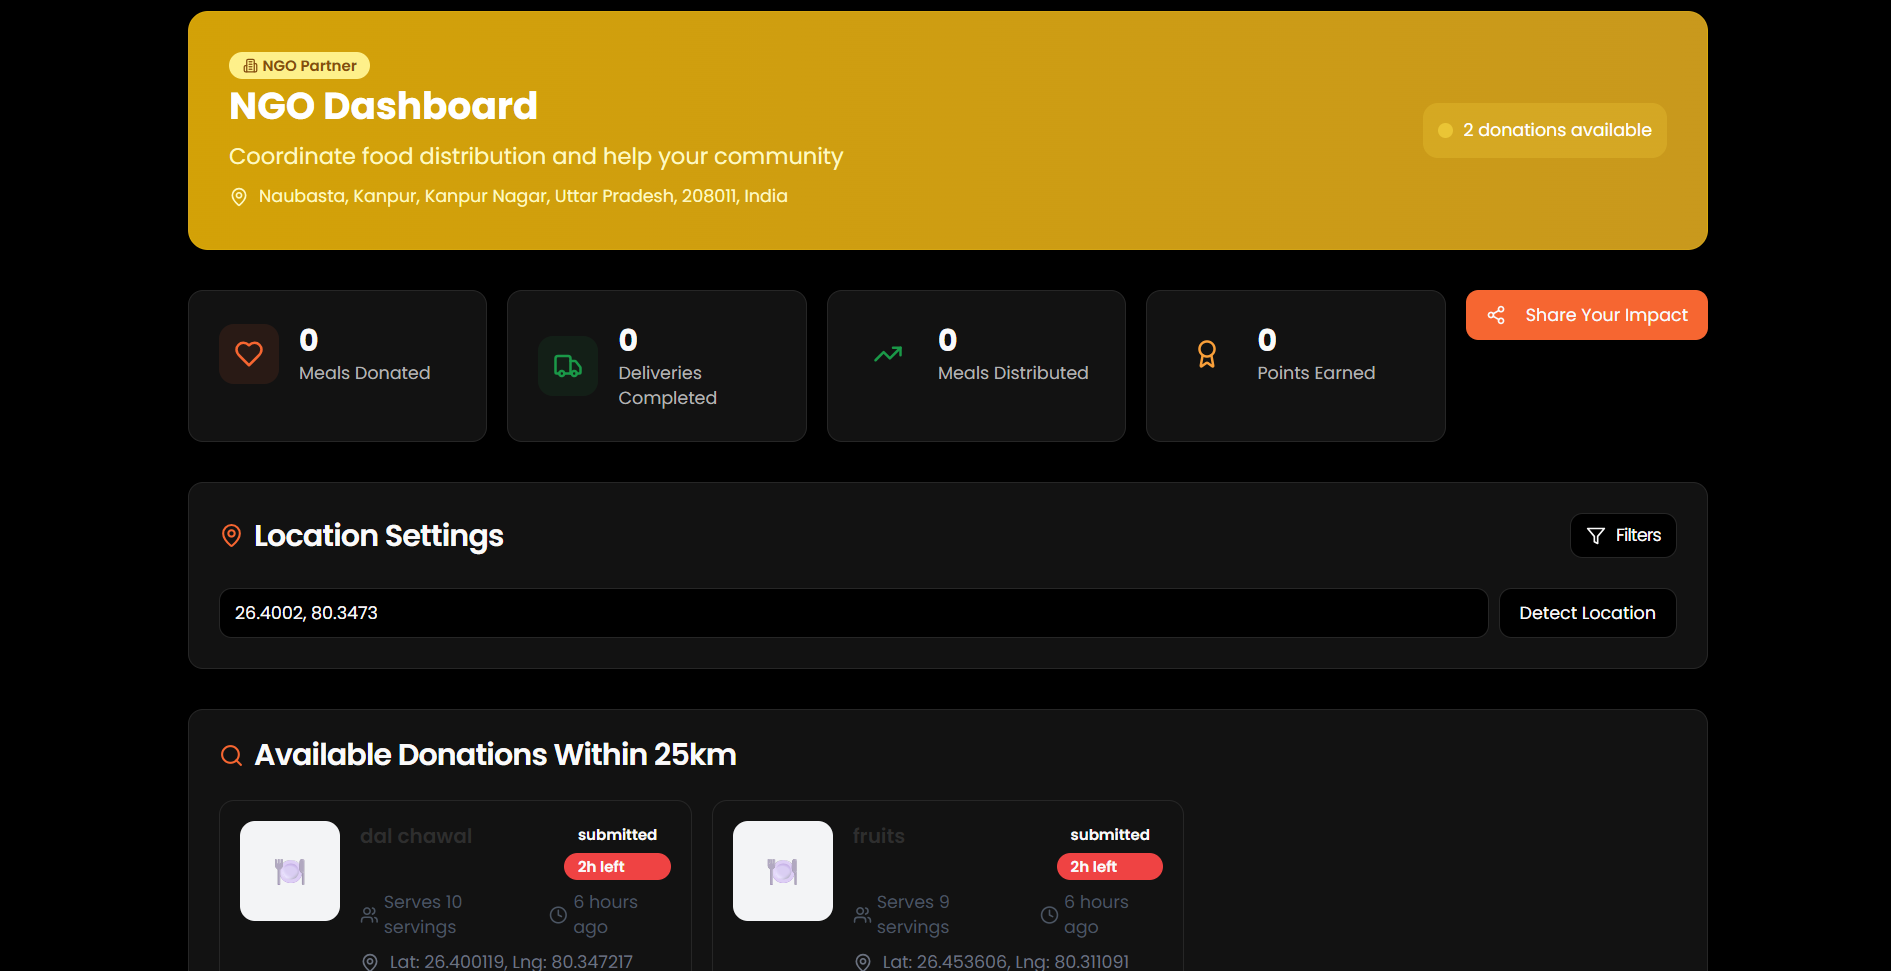 NGO Partner
NGO Dashboard
Coordinate food distribution and help your community
Naubasta, Kanpur, Kanpur Nagar, Uttar Pradesh, 208011, India
2 donations available
0
Meals Donated
0
Deliveries
Completed
0
Meals Distributed
0
Points Earned
Share Your Impact
Location Settings
Filters
26.4002, 80.3473
Detect Location
Available Donations Within 25km
dal chawal
submitted
2h left
Serves 10
servings
6 hours
ago
Lat: 26.400119, Lng: 80.347217
fruits
submitted
2h left
Serves 9
servings
6 hours
ago
Lat: 26.453606, Lng: 80.311091